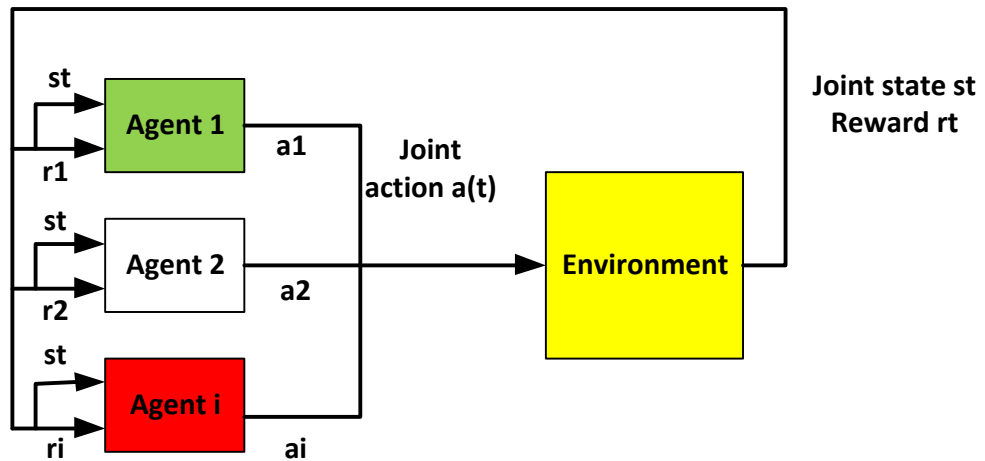 st
Agent 1
r1
a1
st
Agent 2
r2
a2
st
Agent i
ri
ai
Joint
action a(t)
Environment
Joint state st
Reward rt